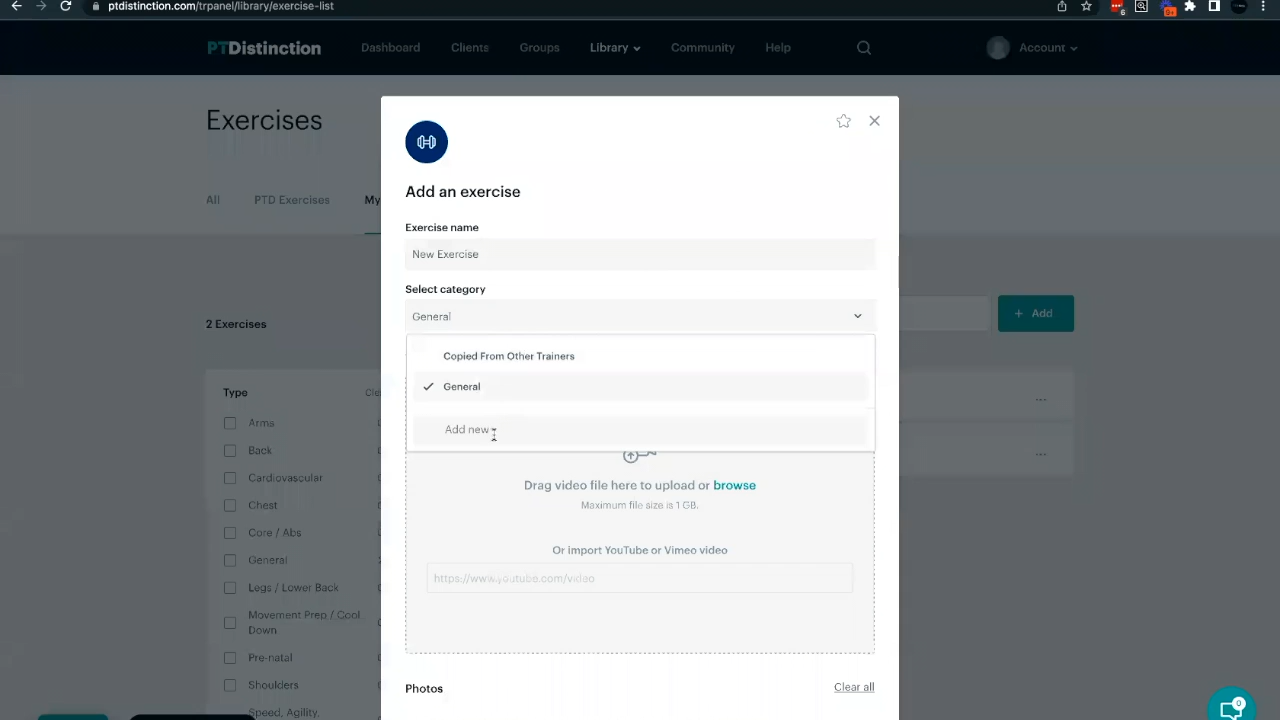 ptdistinction.com/trpanel/library/exercise-list
PTDistinction
Dashboard
Clients
Groups
Library
Community
Help
Account
Exercises
All
PTD Exercises
My
Add an exercise
Exercise name
New Exercise
Select category
General
Copied From Other Trainers
General
Add new
2 Exercises
+ Add
Type
Cle
Arms
Back
Cardiovascular
Chest
Core / Abs
General
Legs / Lower Back
Movement Prep / Cool
Down
Pre-natal
Shoulders
Speed, Agility,
Drag video file here to upload or browse
Maximum file size is 1 GB.
Or import YouTube or Vimeo video
https://www.youtube.com/video
Photos
Clear all
0